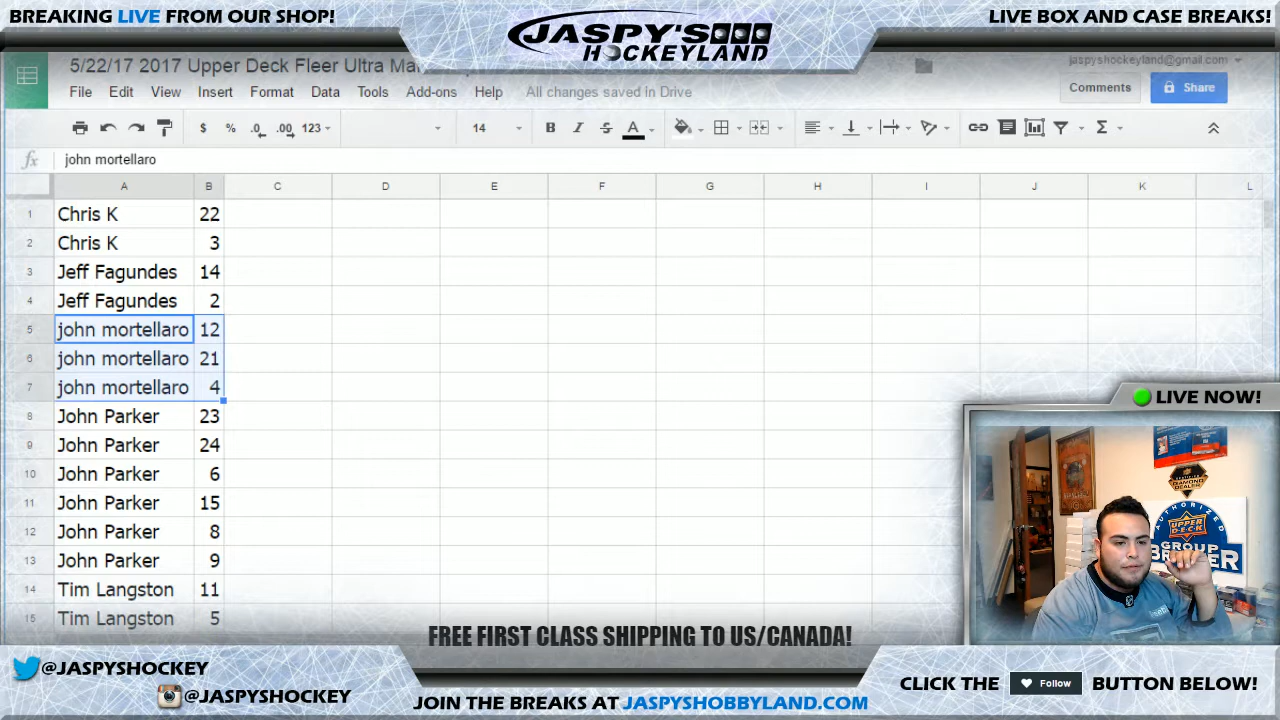 BREAKING LIVE FROM OUR SHOP!
JASPY'S
HOCKEYLAND
LIVE BOX AND CASE BREAKS!
5/22/17 2017 Upper Deck Fleer Ultra
jaspyshockeyland@gmail.com
File Edit View Insert Format Data Tools Add-ons Help All changes saved in Drive
Comments Share
$ % .0 .00 123 14 B I S A Σ
fx john mortellaro
A B C D E F G H I J K L
1 Chris K 22
2 Chris K 3
3 Jeff Fagundes 14
4 Jeff Fagundes 2
5 john mortellaro 12
6 john mortellaro 21
7 john mortellaro 4
8 John Parker 23
9 John Parker 24
10 John Parker 6
11 John Parker 15
12 John Parker 8
13 John Parker 9
14 Tim Langston 11
15 Tim Langston 5
LIVE NOW!
DIAMOND
DEALER
AUTHORIZED
UPPER
DECK
GROUP
FREE FIRST CLASS SHIPPING TO US/CANADA!
@JASPYSHOCKEY
@JASPYSHOCKEY
JOIN THE BREAKS AT JASPYSHOBBYLAND.COM
CLICK THE Follow BUTTON BELOW!